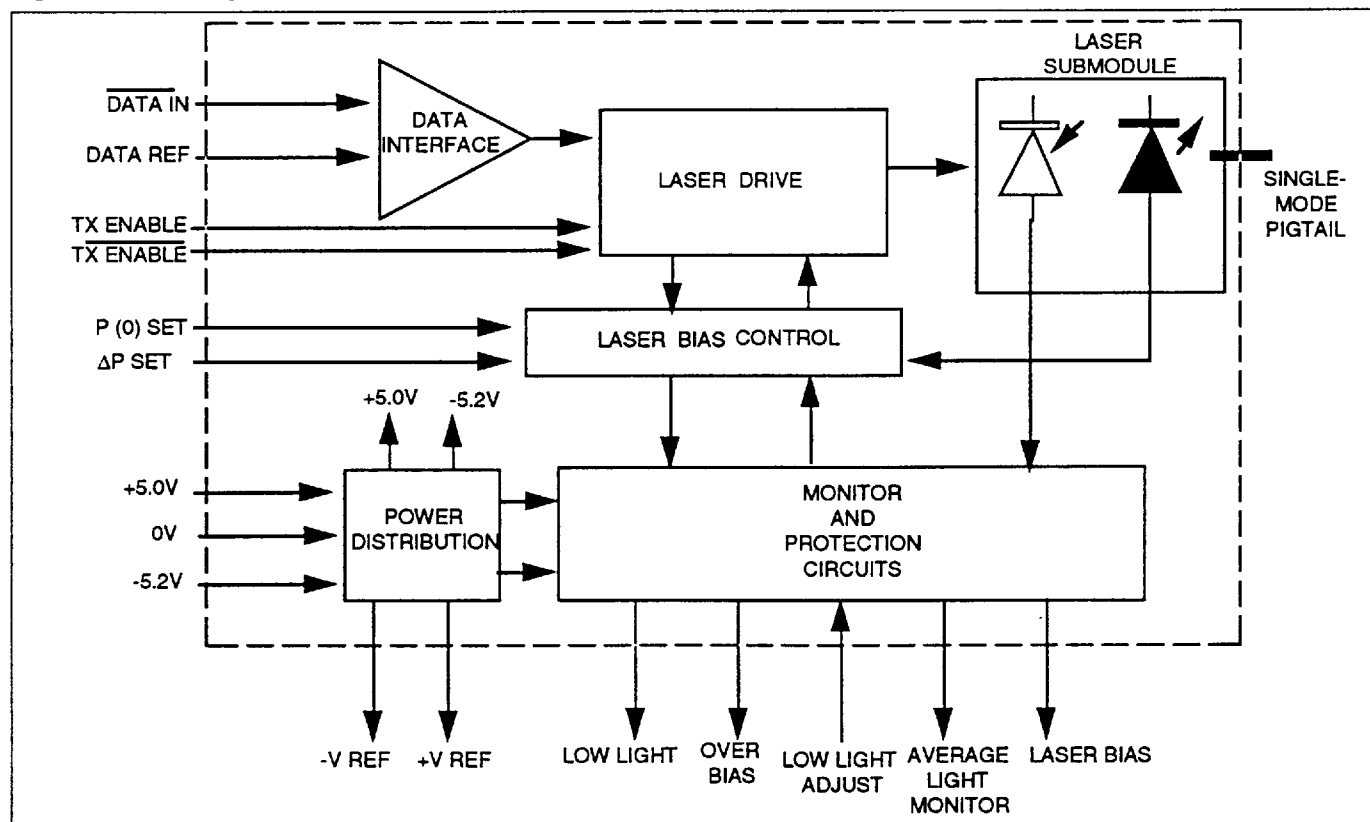 LASER
SUBMODULE
DATA IN
DATA REF
DATA
INTERFACE
LASER DRIVE
SINGLE-
MODE
PIGTAIL
TX ENABLE
TX ENABLE
P (0) SET
ΔP SET
LASER BIAS CONTROL
+5.0V
-5.2V
+5.0V
0V
-5.2V
POWER
DISTRIBUTION
MONITOR
AND
PROTECTION
CIRCUITS
-V REF
+V REF
LOW LIGHT
OVER
BIAS
LOW LIGHT
ADJUST
AVERAGE
LIGHT
MONITOR
LASER BIAS